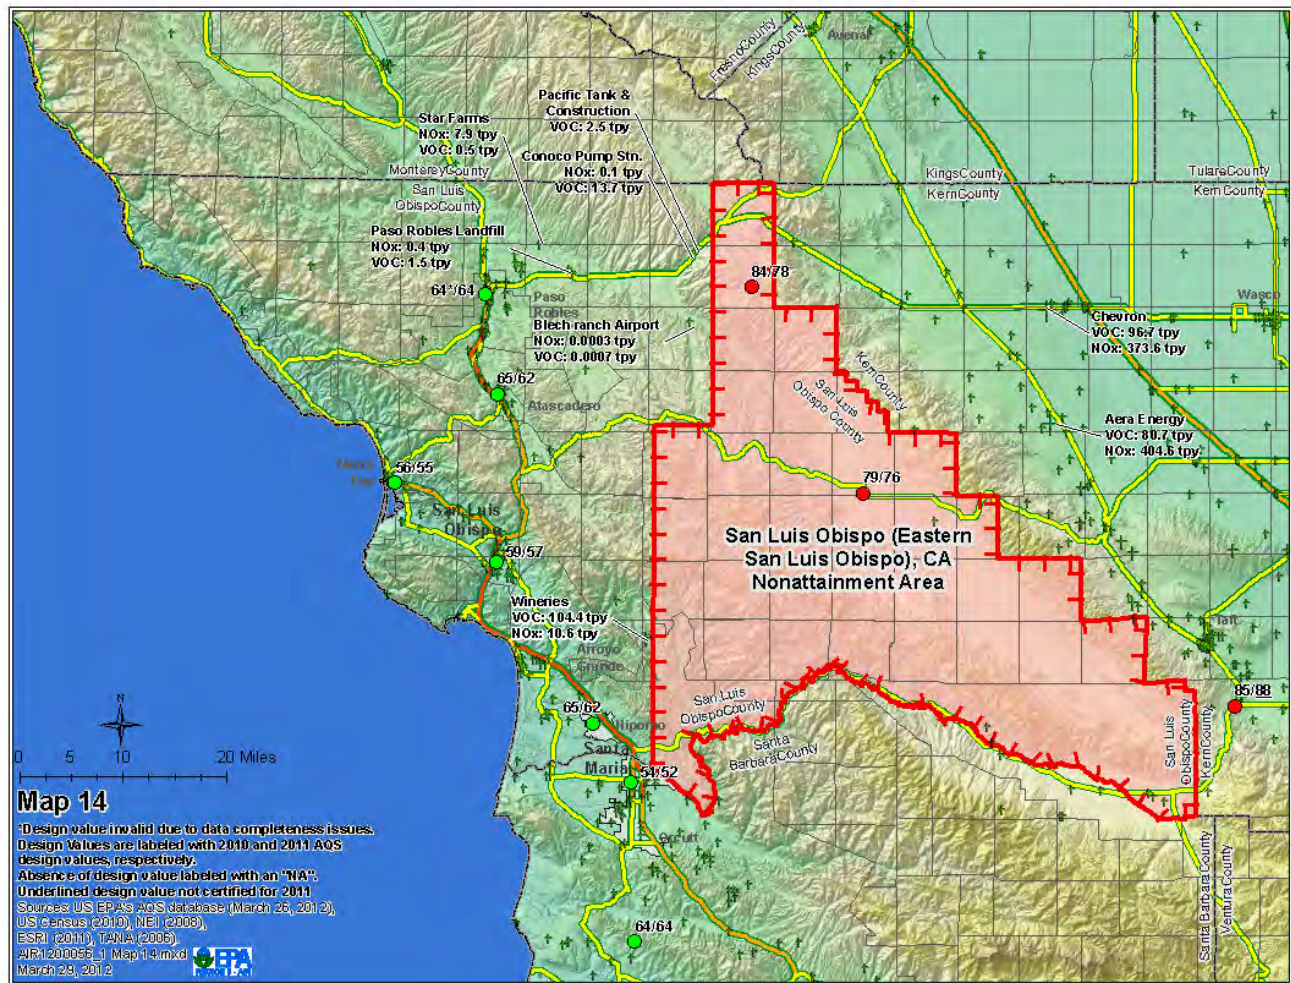 Fresno County
Kings County
Avenal
Pacific Tank &
Construction
VOC: 2.5 tpy
Star Farms
NOx: 7.9 tpy
VOC: 0.5 tpy
Conoco Pump Stn.
NOx: 0.1 tpy
VOC: 13.7 tpy
Monterey County
San Luis
Obispo County
Kings County
Kern County
Tulare County
Kern County
Paso Robles Landfill
NOx: 0.4 tpy
VOC: 1.5 tpy
84/78
64*/64
Paso
Robles
Wasco
Blech ranch Airport
NOx: 0.0003 tpy
VOC: 0.0007 tpy
Chevron
VOC: 96.7 tpy
NOx: 373.6 tpy
65/62
Atascadero
Kern County
San Luis
Obispo County
Aera Energy
VOC: 80.7 tpy
NOx: 404.6 tpy
Morro
Bay
56/55
79/76
San Luis
Obispo
59/57
San Luis Obispo (Eastern
San Luis Obispo), CA
Nonattainment Area
Wineries
VOC: 104.4 tpy
NOx: 10.6 tpy
Arroyo
Grande
Taft
85/88
San Luis
Obispo County
Santa
Barbara County
San Luis
Obispo County
Kern County
65/62
Nipomo
Santa
Maria
54/52
Orcutt
N
0 5 10 20 Miles
Map 14
*Design value invalid due to data completeness issues.
Design Values are labeled with 2010 and 2011 AQS
design values, respectively.
Absence of design value labeled with an "NA".
Underlined design value not certified for 2011
Sources: US EPA's AQS database (March 26, 2012),
US Census (2010), NEI (2008),
ESRI (2011), TANA (2006).
AIR1200056_1 Map 14.mxd
March 29, 2012
EPA
64/64
Santa Barbara County
Ventura County